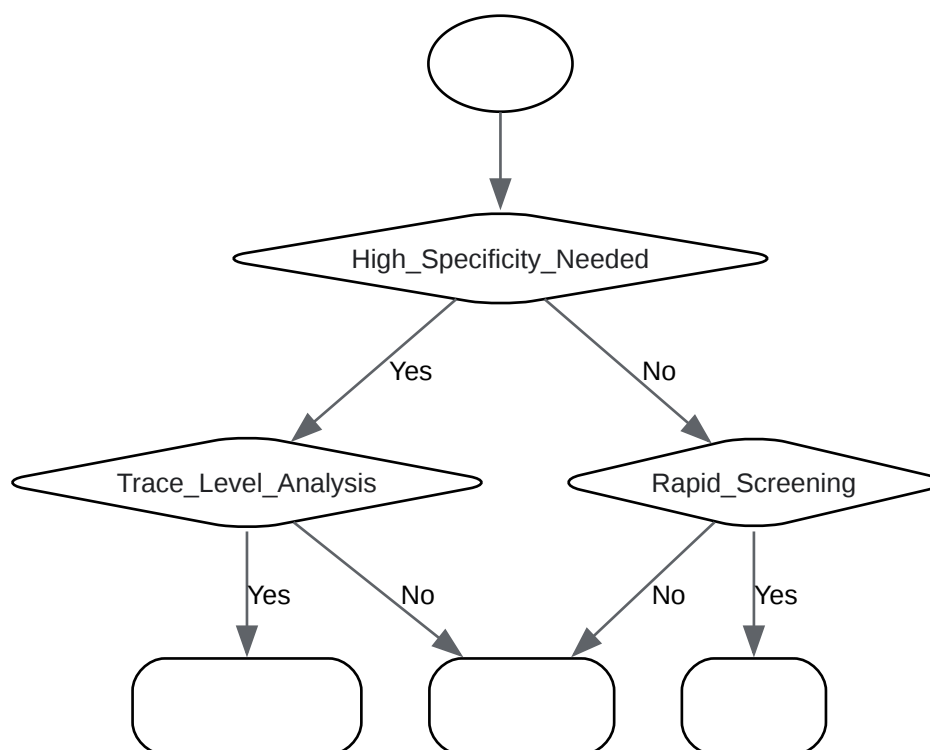 High_Specificity_Needed
Yes
No
Trace_Level_Analysis
Rapid_Screening
Yes
No
No
Yes